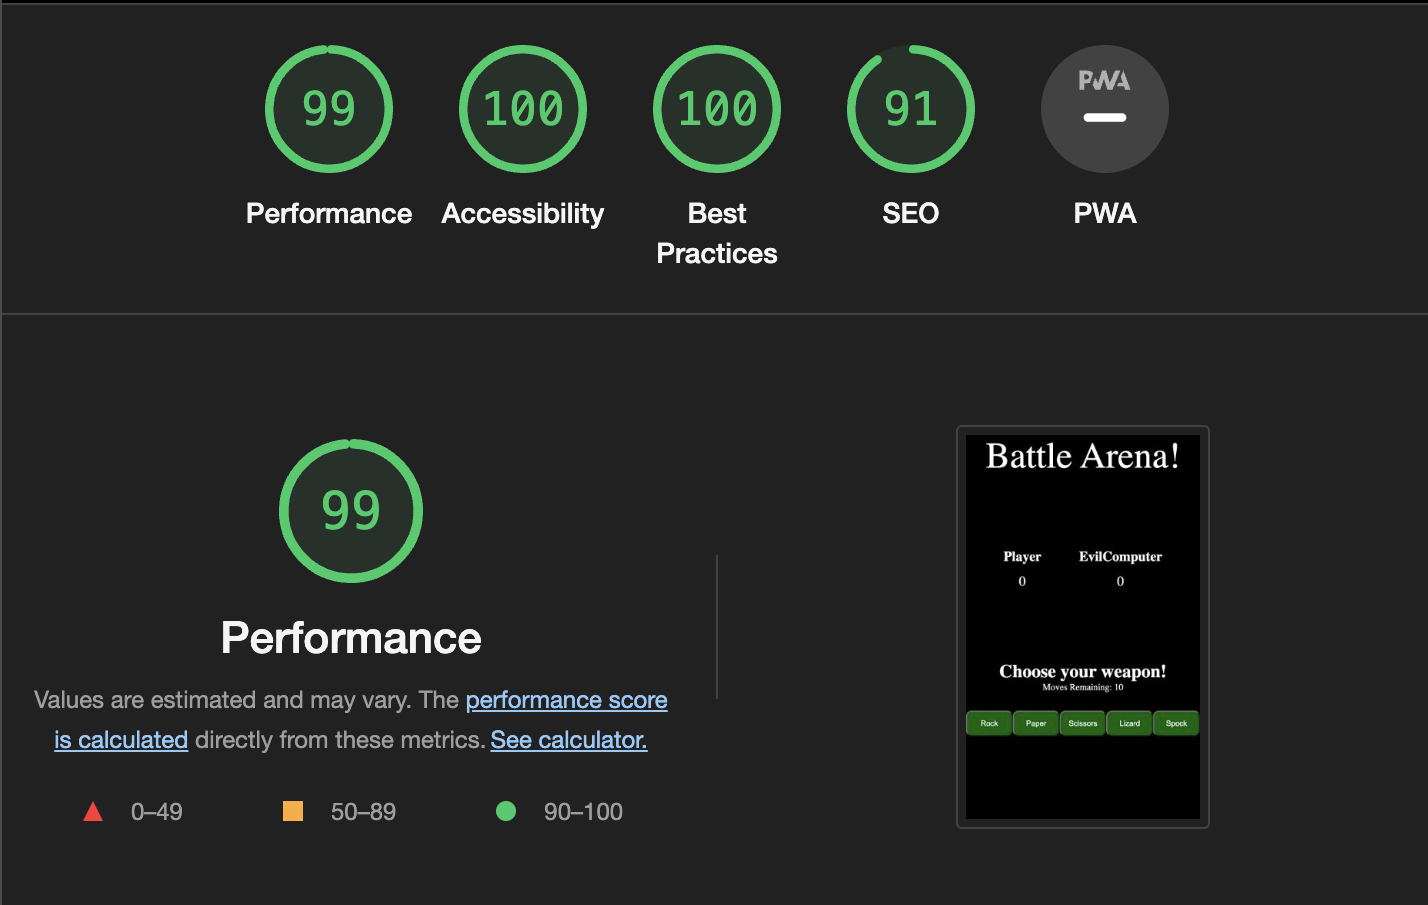 99
100
100
91
PWA
Performance
Accessibility
Best
Practices
SEO
PWA
99
Performance
Values are estimated and may vary. The performance score
is calculated directly from these metrics. See calculator.
0–49
50–89
90–100
Battle Arena!
Player
EvilComputer
0
0
Choose your weapon!
Moves Remaining: 10
Rock
Paper
Scissors
Lizard
Spock